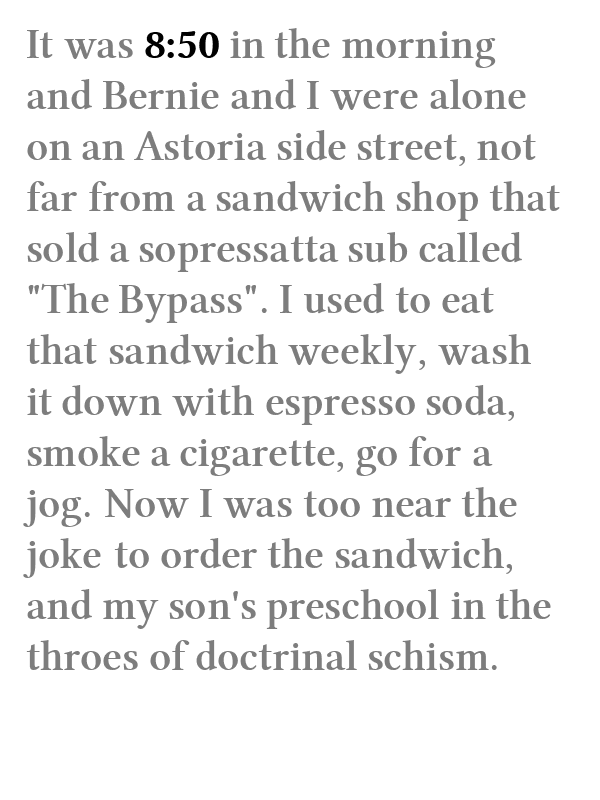 It was 8:50 in the morning
and Bernie and I were alone
on an Astoria side street, not
far from a sandwich shop that
sold a sopressatta sub called
"The Bypass". I used to eat
that sandwich weekly, wash
it down with espresso soda,
smoke a cigarette, go for a
jog. Now I was too near the
joke to order the sandwich,
and my son's preschool in the
throes of doctrinal schism.